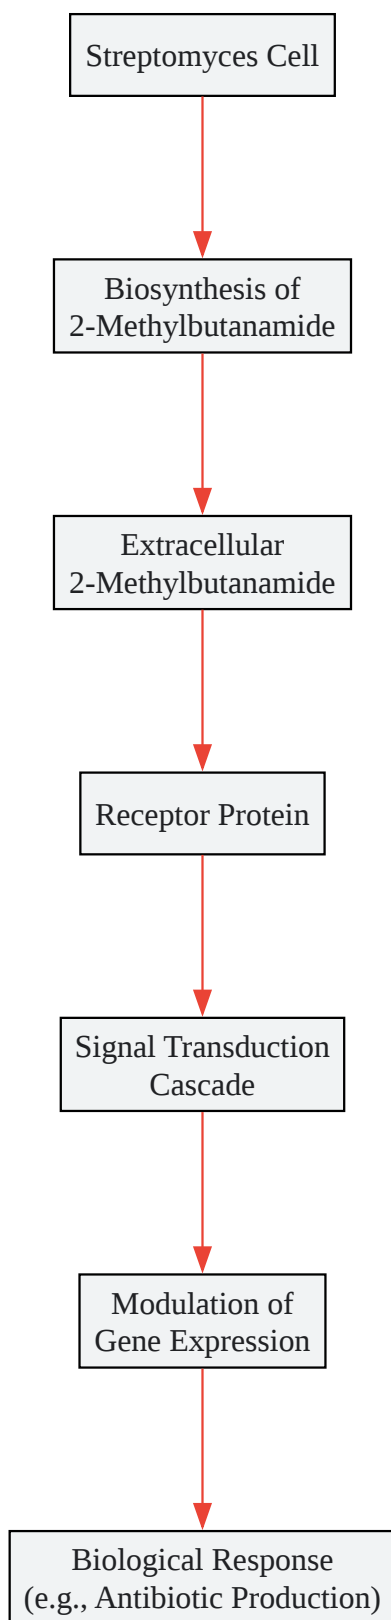 Streptomyces Cell
Biosynthesis of
2-Methylbutanamide
Extracellular
2-Methylbutanamide
Receptor Protein
Signal Transduction
Cascade
Modulation of
Gene Expression
Biological Response
(e.g., Antibiotic Production)